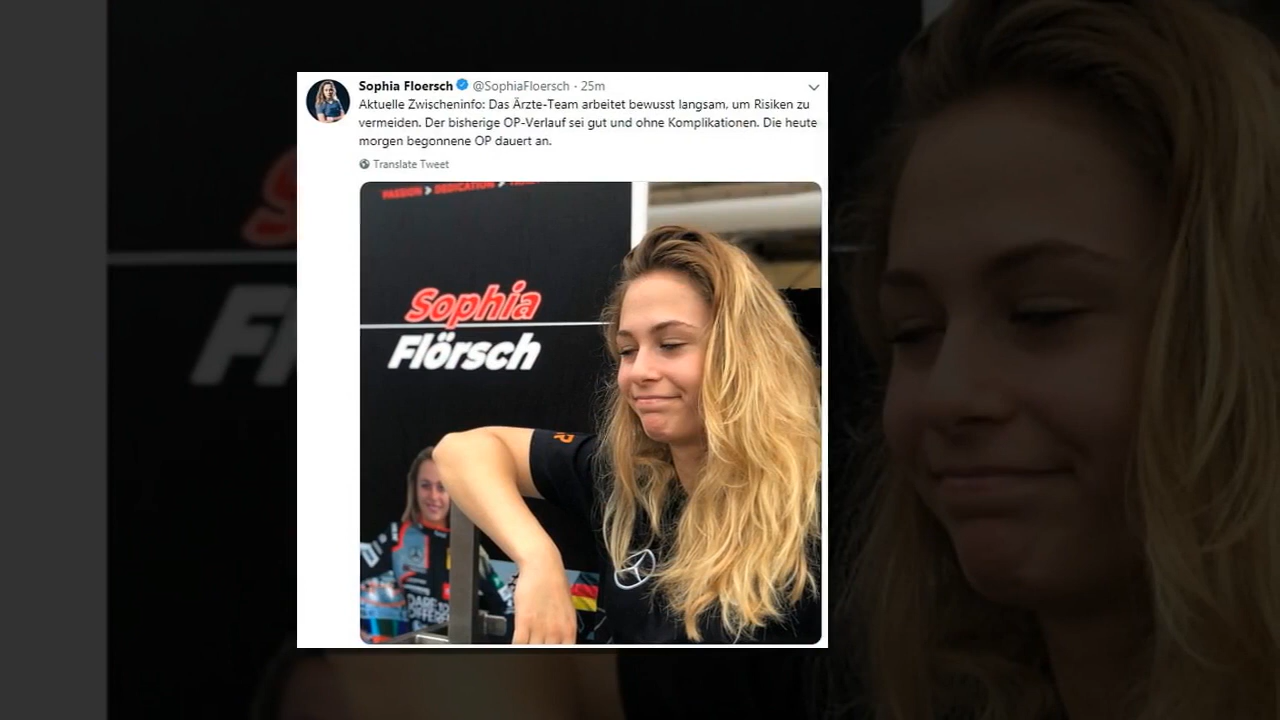 Sophia Floersch @SophiaFloersch · 25m
Aktuelle Zwischeninfo: Das Ärzte-Team arbeitet bewusst langsam, um Risiken zu
vermeiden. Der bisherige OP-Verlauf sei gut und ohne Komplikationen. Die heute
morgen begonnene OP dauert an.
Translate Tweet
PASSION > DEDICATION >
Sophia
Flörsch